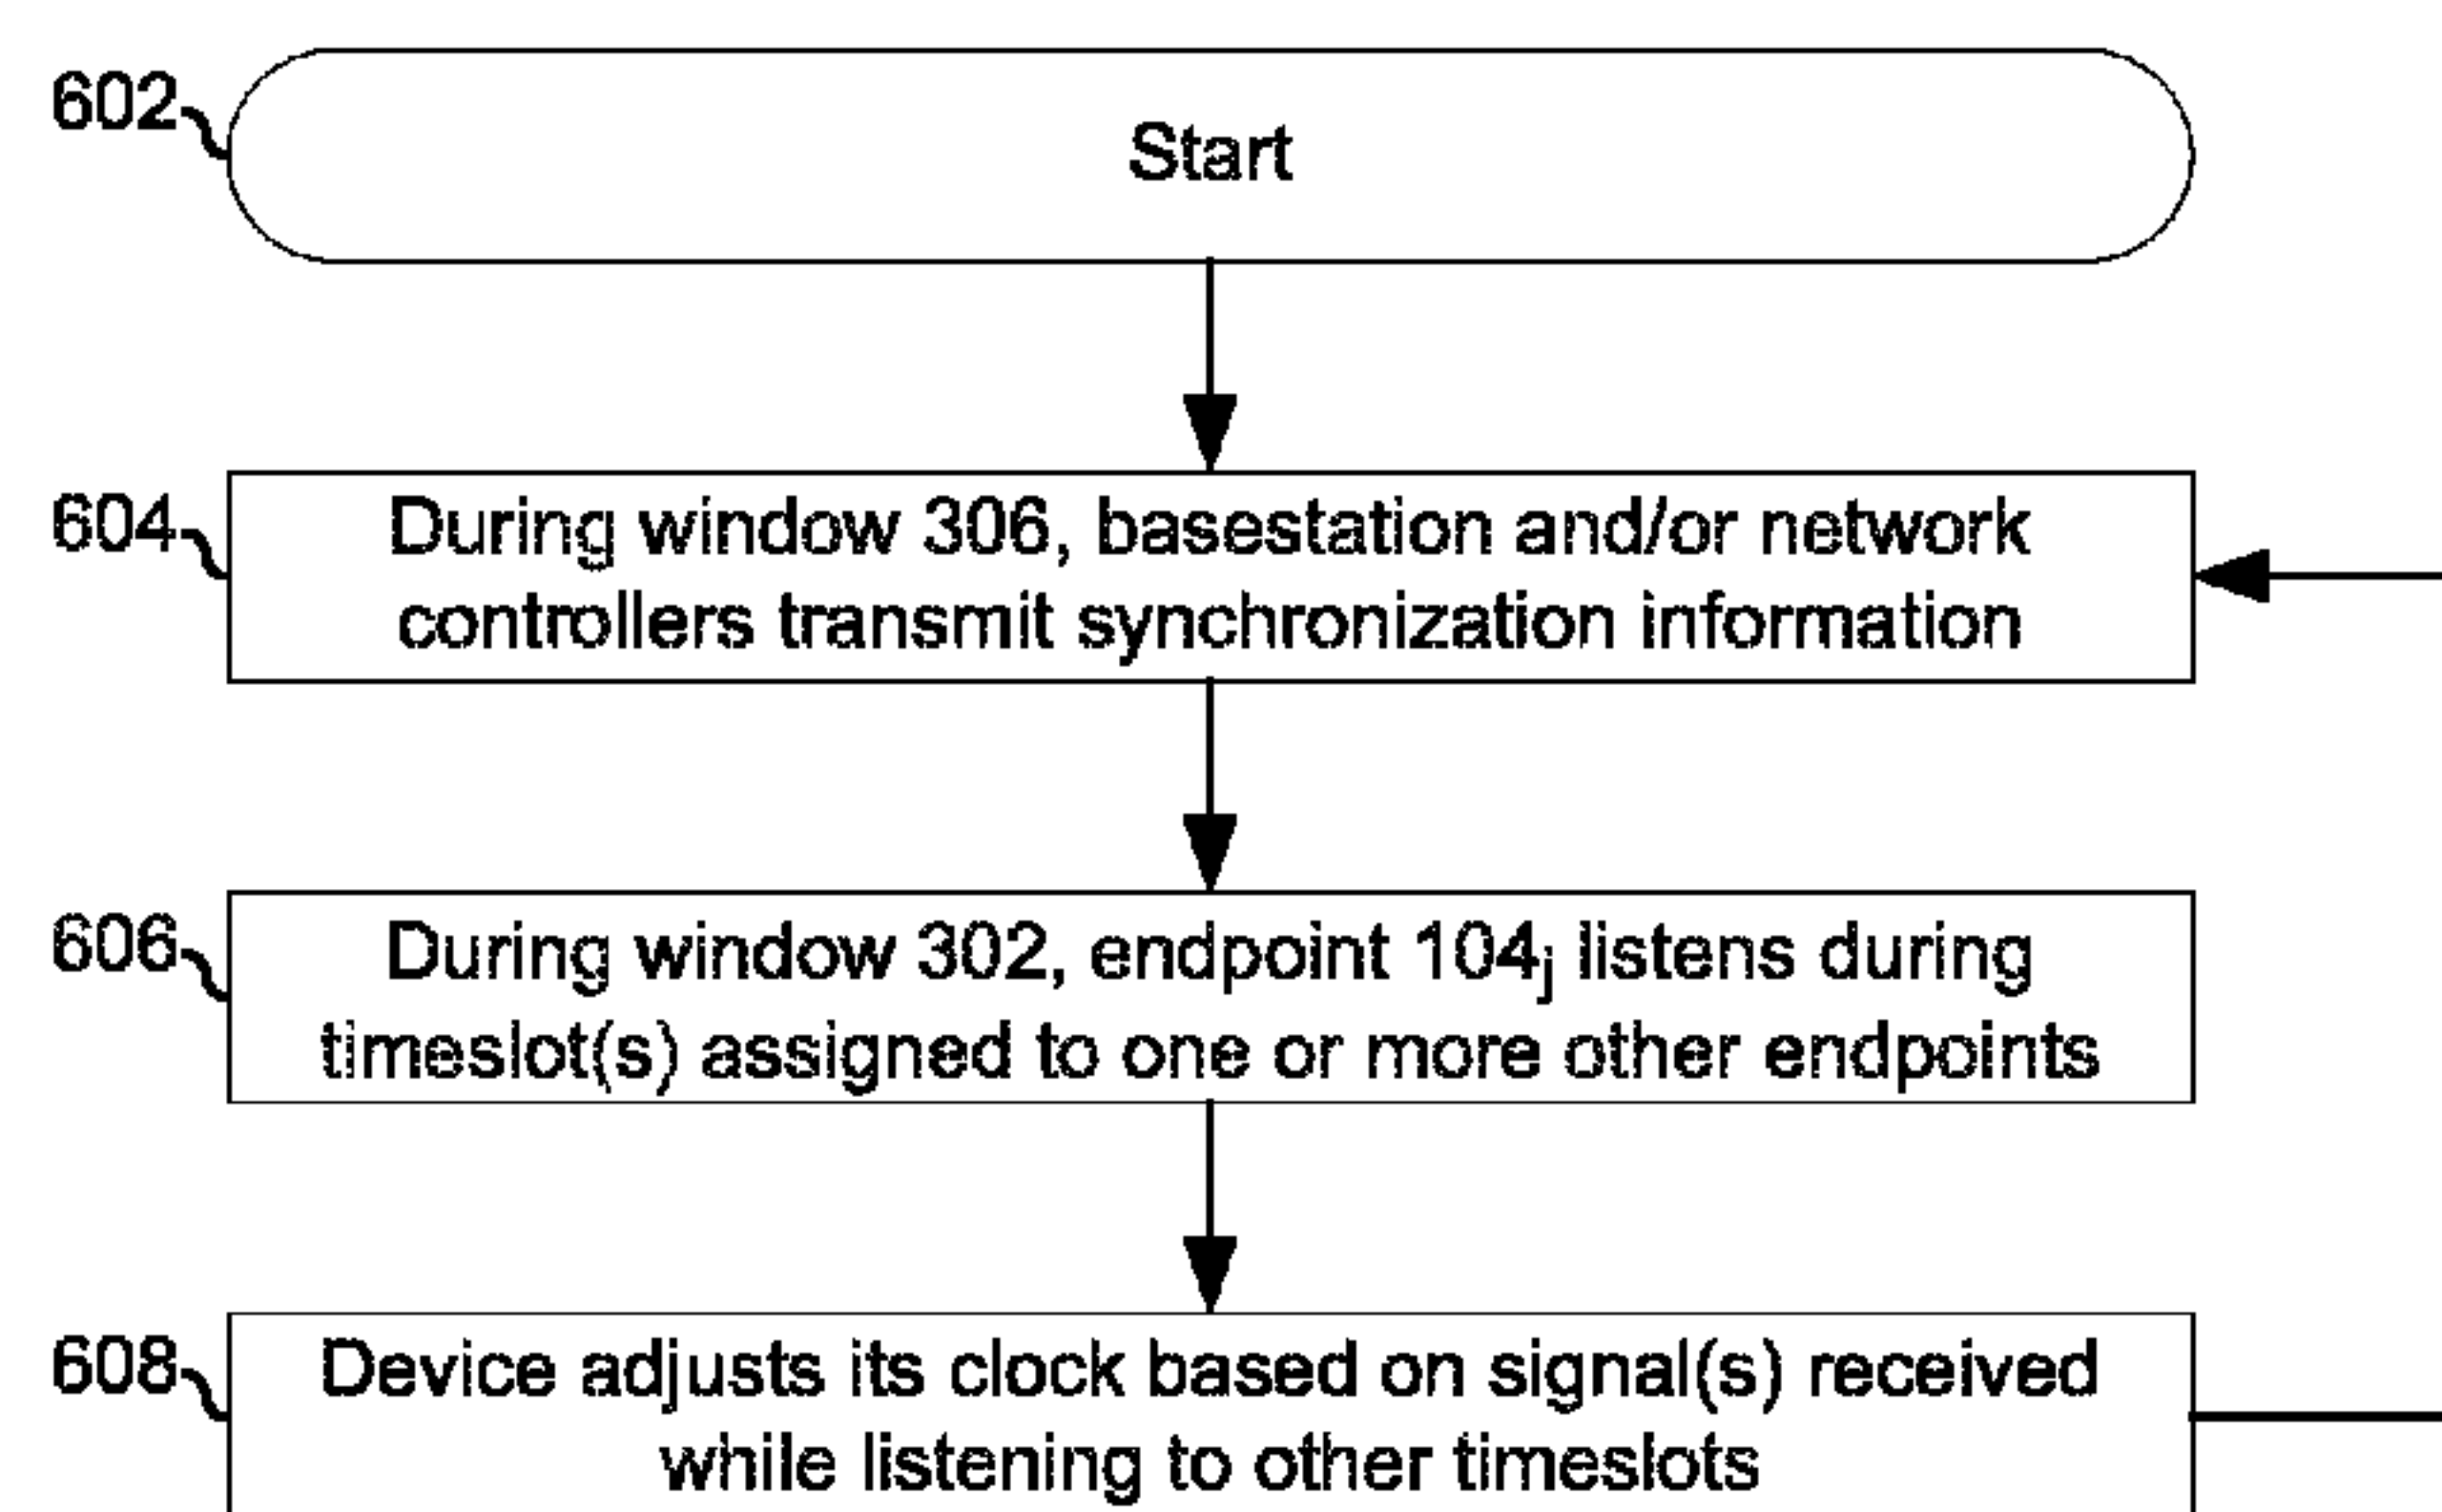 602
Start
604
During window 306, basestation and/or network
controllers transmit synchronization information
606
During window 302, endpoint 104j listens during
timeslot(s) assigned to one or more other endpoints
608
Device adjusts its clock based on signal(s) received
while listening to other timeslots